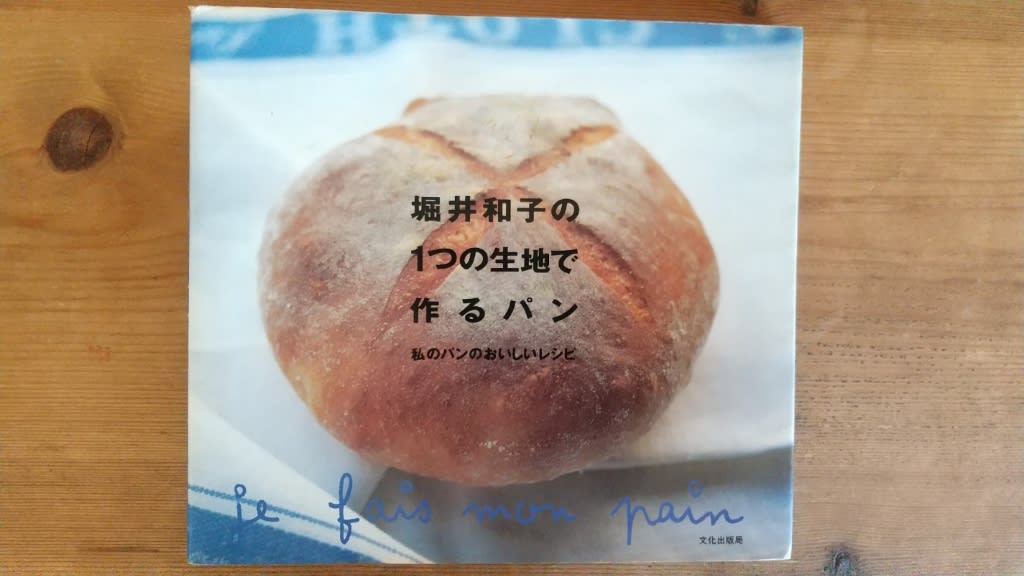 堀井和子の
1つの生地で
作るパン
私のパンのおいしいレシピ
je fais mon pain
文化出版局